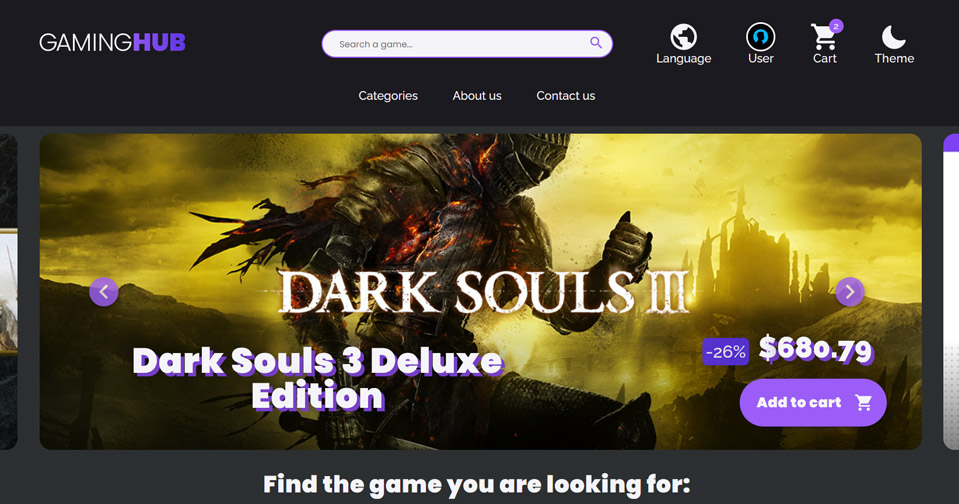 GAMINGHUB
Search a game...
Language
User
2
Cart
Theme
Categories
About us
Contact us
DARK SOULS III
Dark Souls 3 Deluxe
Edition
-26%
$680.79
Add to cart
Find the game you are looking for: